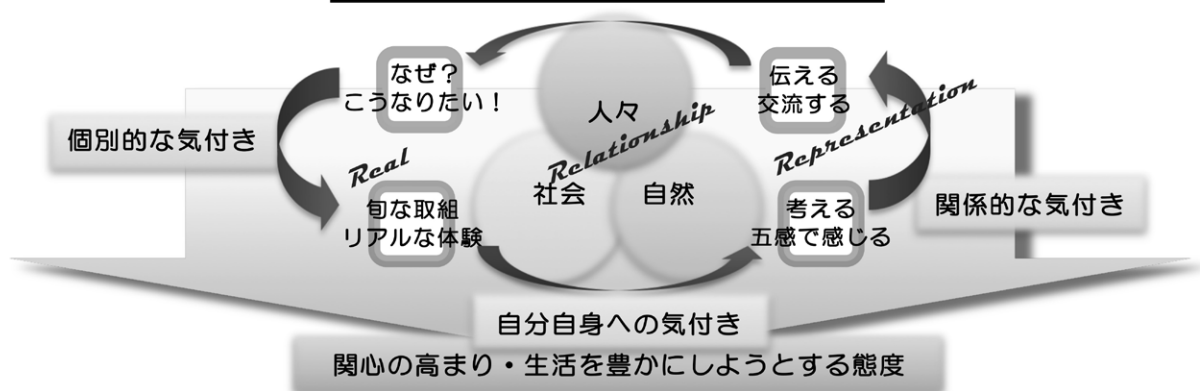 なぜ？
こうなりたい！
伝える
交流する
人々
個別的な気付き
Real
Relationship
Representation
旬な取組
リアルな体験
社会
自然
考える
五感で感じる
関係的な気付き
自分自身への気付き
関心の高まり・生活を豊かにしようとする態度